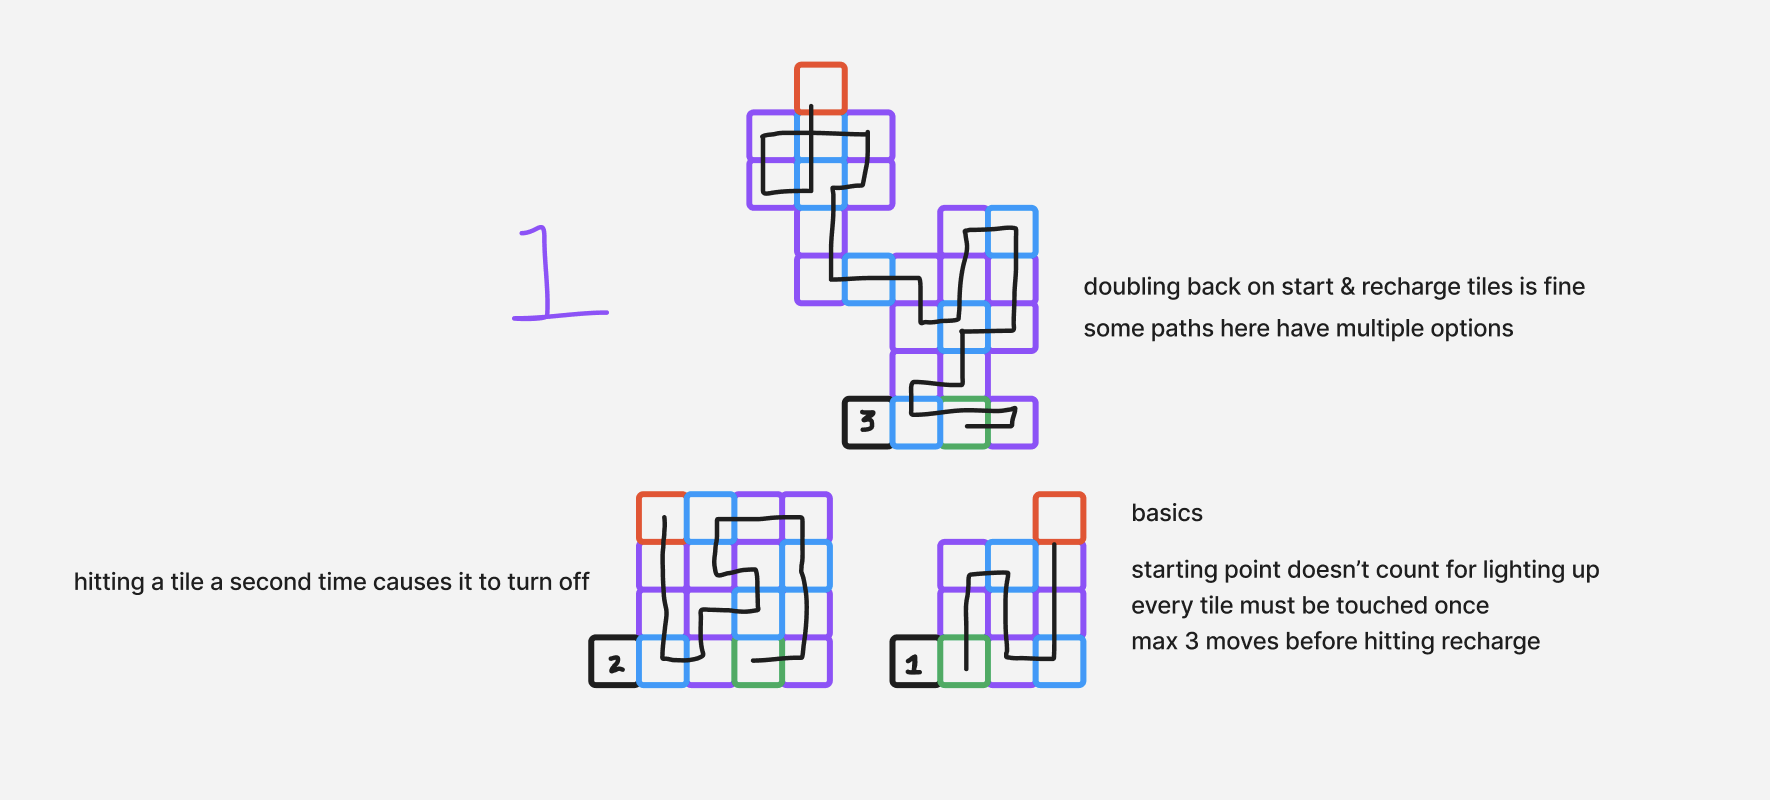 1
doubling back on start & recharge tiles is fine
some paths here have multiple options
3
hitting a tile a second time causes it to turn off
2
1
basics
starting point doesn’t count for lighting up
every tile must be touched once
max 3 moves before hitting recharge